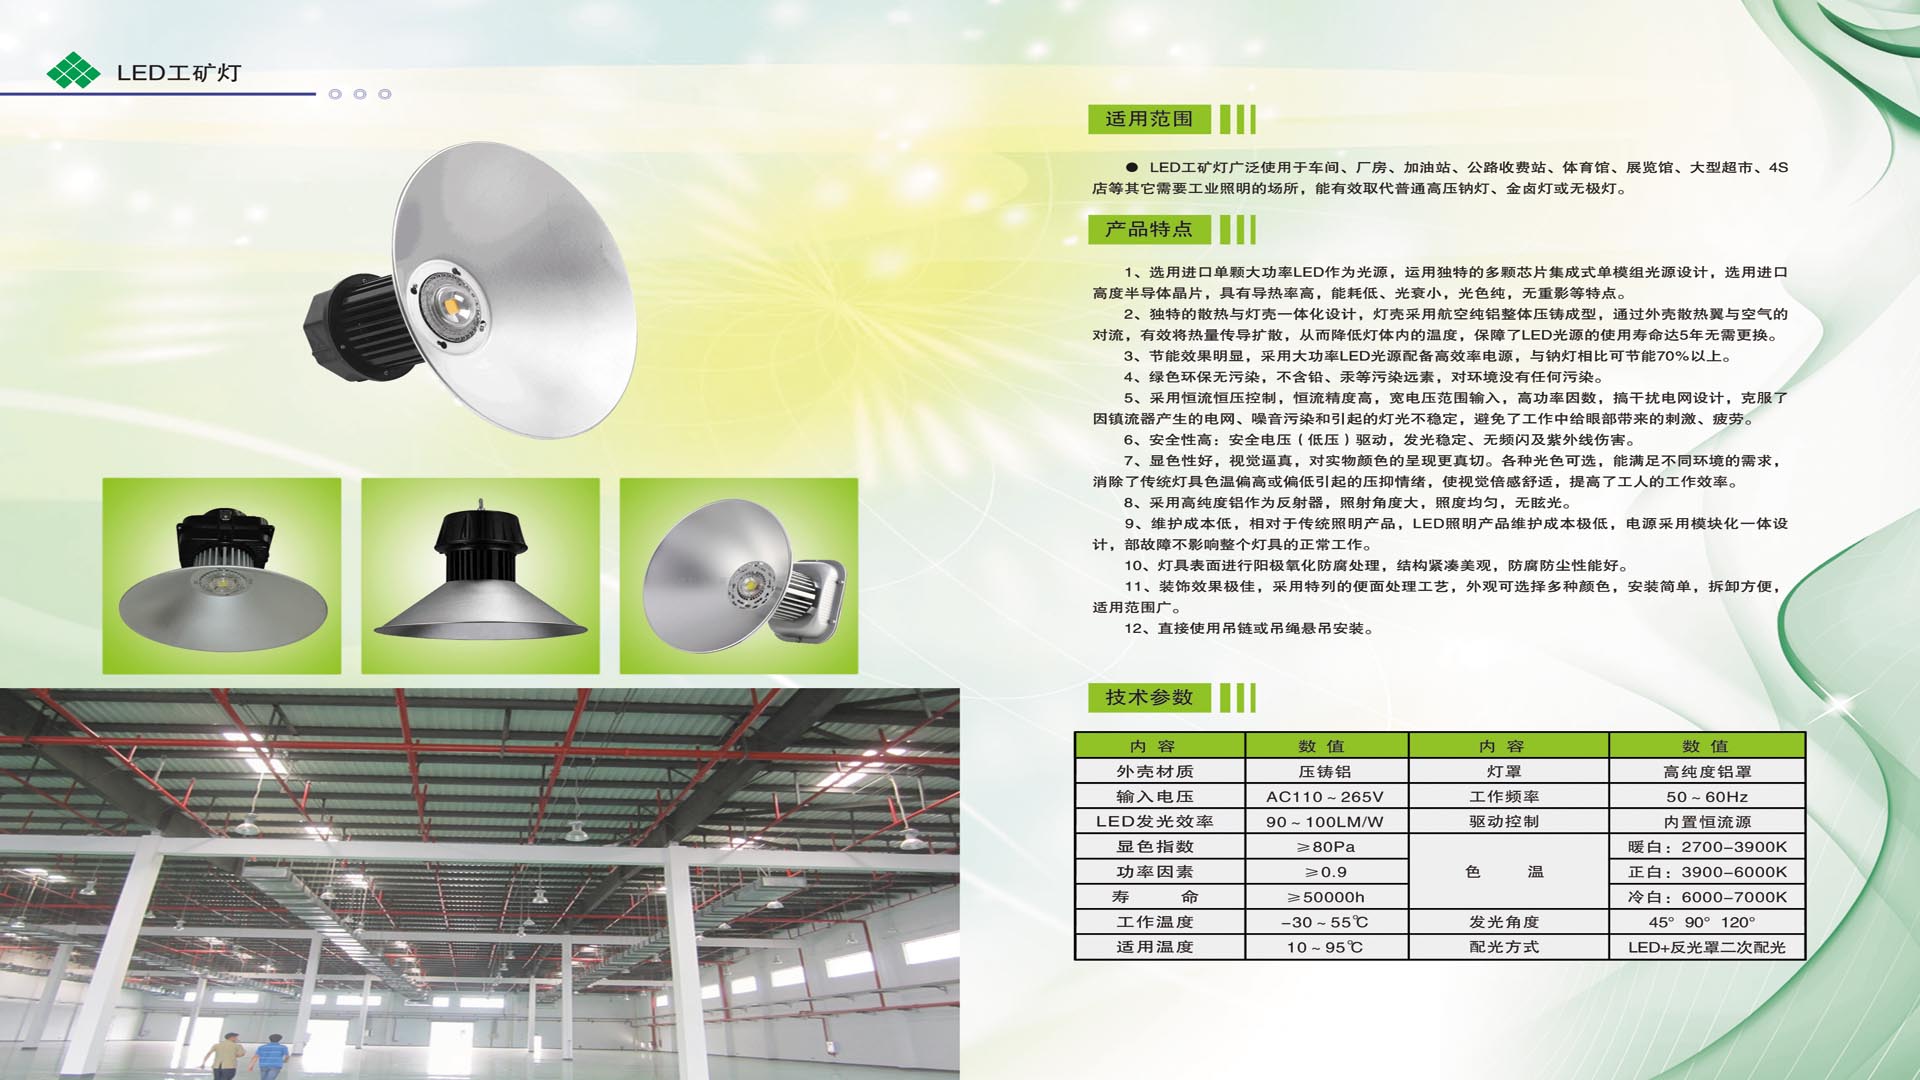 LED工矿灯
适用范围
● LED工矿灯广泛使用于车间、厂房、加油站、公路收费站、体育馆、展览馆、大型超市、4S
店等其它需要工业照明的场所，能有效取代普通高压钠灯、金卤灯或无极灯。
产品特点
1、选用进口单颗大功率LED作为光源，运用独特的多颗芯片集成式单模组光源设计，选用进口
高度半导体晶片，具有导热率高，能耗低、光衰小，光色纯，无重影等特点。
2、独特的散热与灯壳一体化设计，灯壳采用航空纯铝整体压铸成型，通过外壳散热翼与空气的
对流，有效将热量传导扩散，从而降低灯体内的温度，保障了LED光源的使用寿命达5年无需更换。
3、节能效果明显，采用大功率LED光源配备高效率电源，与钠灯相比可节能70%以上。
4、绿色环保无污染，不含铅、汞等污染远素，对环境没有任何污染。
5、采用恒流恒压控制，恒流精度高，宽电压范围输入，高功率因数，搞干扰电网设计，克服了
因镇流器产生的电网、噪音污染和引起的灯光不稳定，避免了工作中给眼部带来的刺激、疲劳。
6、安全性高：安全电压（低压）驱动，发光稳定、无频闪及紫外线伤害。
7、显色性好，视觉逼真，对实物颜色的呈现更真切。各种光色可选，能满足不同环境的需求，
消除了传统灯具色温偏高或偏低引起的压抑情绪，使视觉倍感舒适，提高了工人的工作效率。
8、采用高纯度铝作为反射器，照射角度大，照度均匀，无眩光。
9、维护成本低，相对于传统照明产品，LED照明产品维护成本极低，电源采用模块化一体设
计，部故障不影响整个灯具的正常工作。
10、灯具表面进行阳极氧化防腐处理，结构紧凑美观，防腐防尘性能好。
11、装饰效果极佳，采用特列的便面处理工艺，外观可选择多种颜色，安装简单，拆卸方便，
适用范围广。
12、直接使用吊链或吊绳悬吊安装。
技术参数
内 容 数 值 内 容 数 值
外壳材质 压铸铝 灯罩 高纯度铝罩
输入电压 AC110～265V 工作频率 50～60Hz
LED发光效率 90～100LM/W 驱动控制 内置恒流源
显色指数 ≥80Pa 色 温 暖白：2700-3900K
功率因素 ≥0.9 正白：3900-6000K
寿 命 ≥50000h 冷白：6000-7000K
工作温度 -30～55℃ 发光角度 45° 90° 120°
适用温度 10～95℃ 配光方式 LED+反光罩二次配光